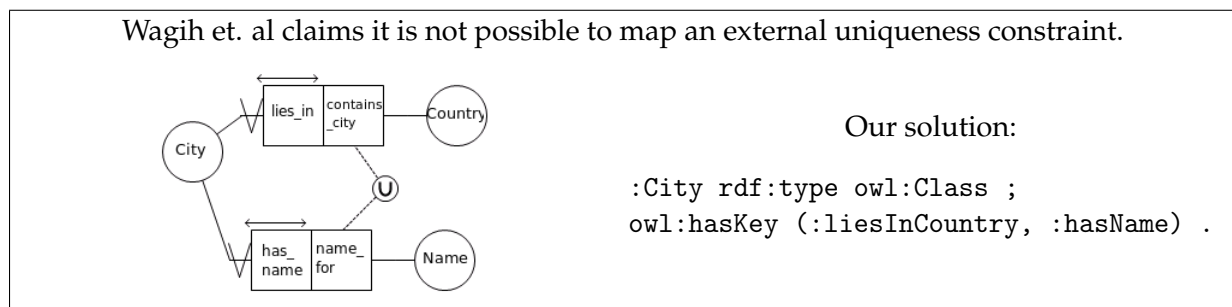 Wagih et. al claims it is not possible to map an external uniqueness constraint.
lies_in
contains
_city
Country
City
U
has_
name
name_
for
Name
Our solution:
:City rdf:type owl:Class ;
owl:hasKey (:liesInCountry, :hasName) .